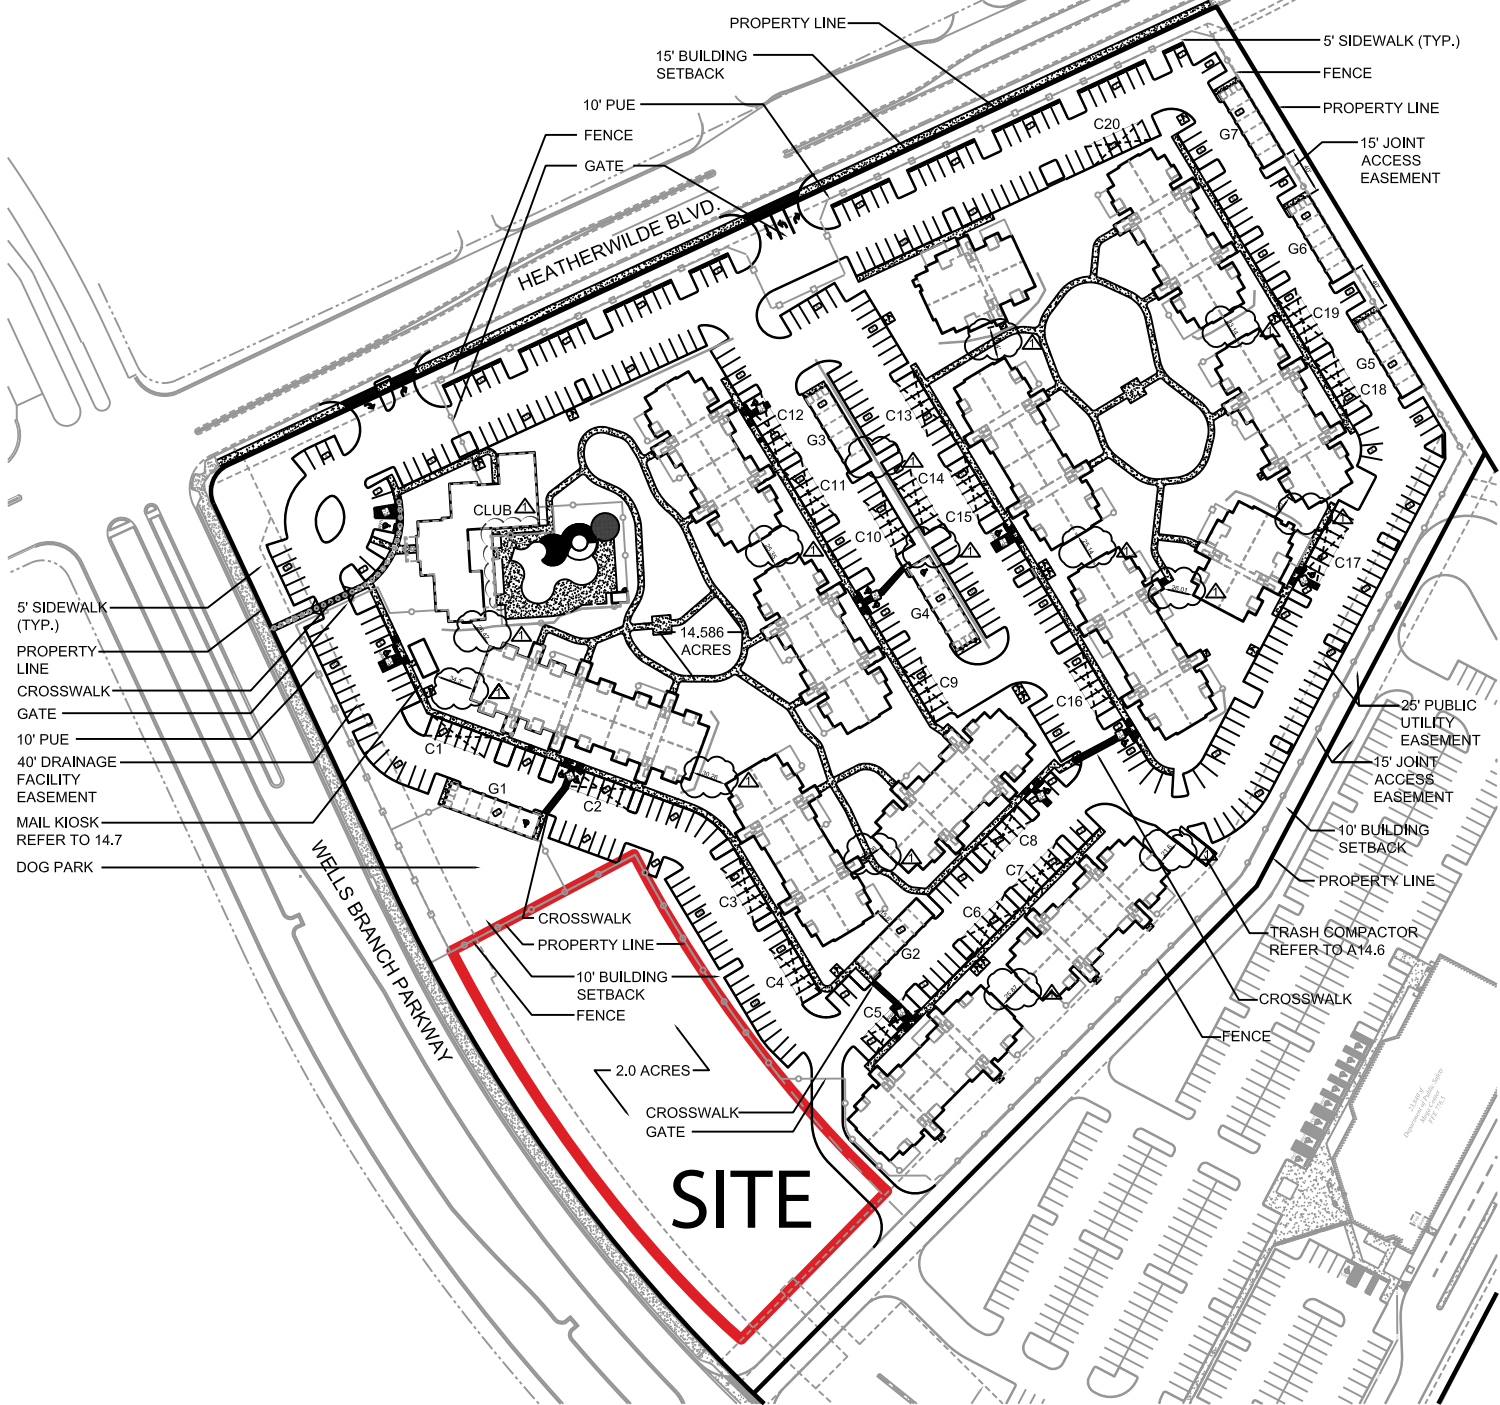 PROPERTY LINE
15' BUILDING
SETBACK
10' PUE
FENCE
GATE
HEATHERWILDE BLVD.
5' SIDEWALK (TYP.)
FENCE
PROPERTY LINE
15' JOINT
ACCESS
EASEMENT
C20
G7
G6
C19
G5
C18
C12
G3
C13
C11
C14
C15
C10
G4
C17
C9
C16
CLUB
14.586
ACRES
5' SIDEWALK
(TYP.)
PROPERTY
LINE
CROSSWALK
GATE
10' PUE
40' DRAINAGE
FACILITY
EASEMENT
MAIL KIOSK
REFER TO 14.7
DOG PARK
WELLS BRANCH PARKWAY
C1
G1
C2
C3
C4
G2
C5
C6
C7
C8
25' PUBLIC
UTILITY
EASEMENT
15' JOINT
ACCESS
EASEMENT
10' BUILDING
SETBACK
PROPERTY LINE
TRASH COMPACTOR
REFER TO A14.6
CROSSWALK
FENCE
CROSSWALK
PROPERTY LINE
10' BUILDING
SETBACK
FENCE
2.0 ACRES
CROSSWALK
GATE
SITE